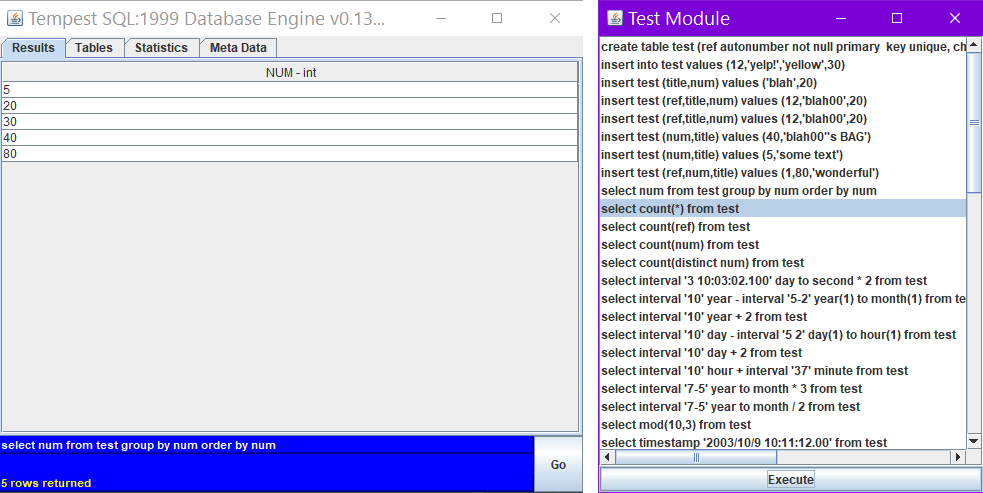 Tempest SQL:1999 Database Engine v0.13...
Results Tables Statistics Meta Data
NUM - int
5
20
30
40
80
select num from test group by num order by num
5 rows returned
Go
Test Module
create table test (ref autonumber not null primary  key unique, ch
insert into test values (12,'yelp!','yellow',30)
insert test (title,num) values ('blah',20)
insert test (ref,title,num) values (12,'blah00',20)
insert test (ref,title,num) values (12,'blah00',20)
insert test (num,title) values (40,'blah00''s BAG')
insert test (num,title) values (5,'some text')
insert test (ref,num,title) values (1,80,'wonderful')
select num from test group by num order by num
select count(*) from test
select count(ref) from test
select count(num) from test
select count(distinct num) from test
select interval '3 10:03:02.100' day to second * 2 from test
select interval '10' year - interval '5-2' year(1) to month(1) from te
select interval '10' year + 2 from test
select interval '10' day - interval '5 2' day(1) to hour(1) from test
select interval '10' day + 2 from test
select interval '10' hour + interval '37' minute from test
select interval '7-5' year to month * 3 from test
select interval '7-5' year to month / 2 from test
select mod(10,3) from test
select timestamp '2003/10/9 10:11:12.00' from test
Execute